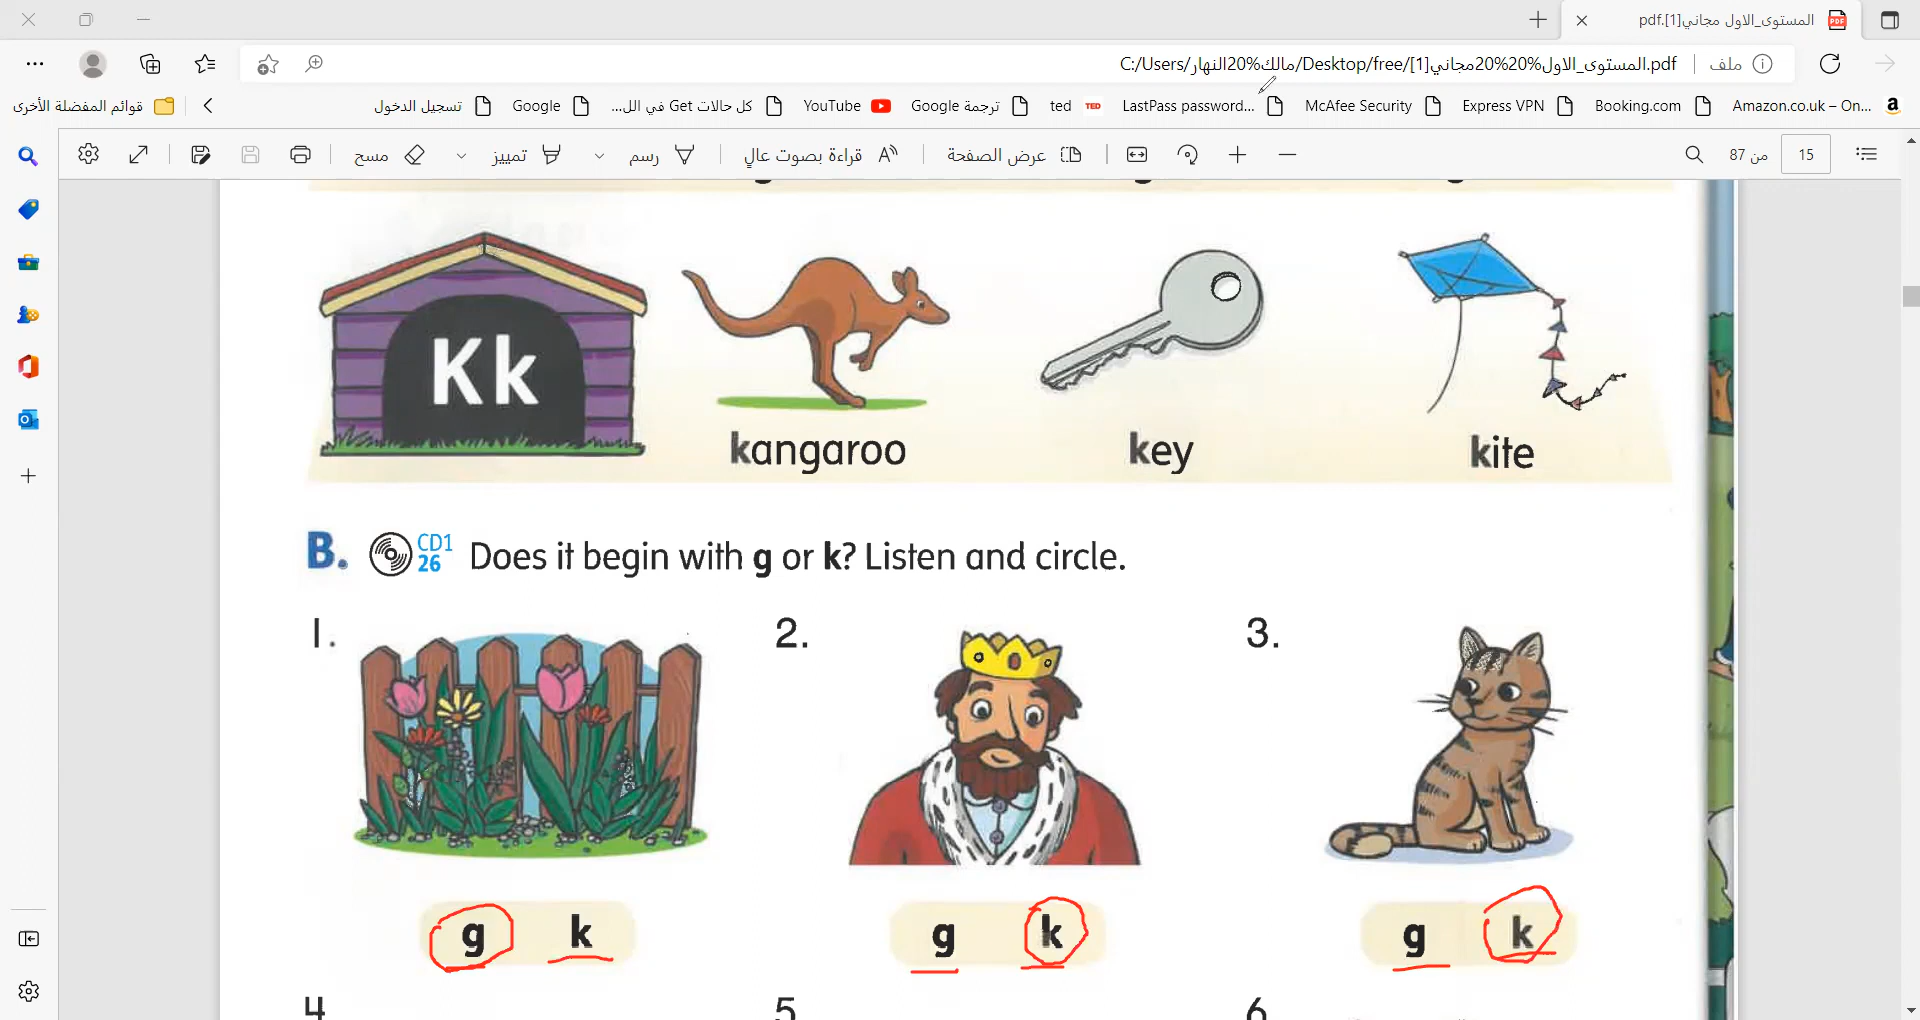 المستوى_الاول مجاني[1].pdf
ملف C:/Users/مالك%20النهار/Desktop/free/المستوى_الاول%20%20مجاني[1].pdf
Amazon.co.uk – On...
Booking.com
Express VPN
McAfee Security
LastPass password...
TED ted
ترجمة Google
YouTube
كل حالات Get في الل...
Google
تسجيل الدخول
قوائم المفضلة الأخرى
15 من 87
عرض الصفحة
قراءة بصوت عالٍ
رسم
تمييز
مسح
Kk
kangaroo key kite
B. CD1 26 Does it begin with g or k? Listen and circle.
1. 2. 3.
g k g k g k
4 5 6